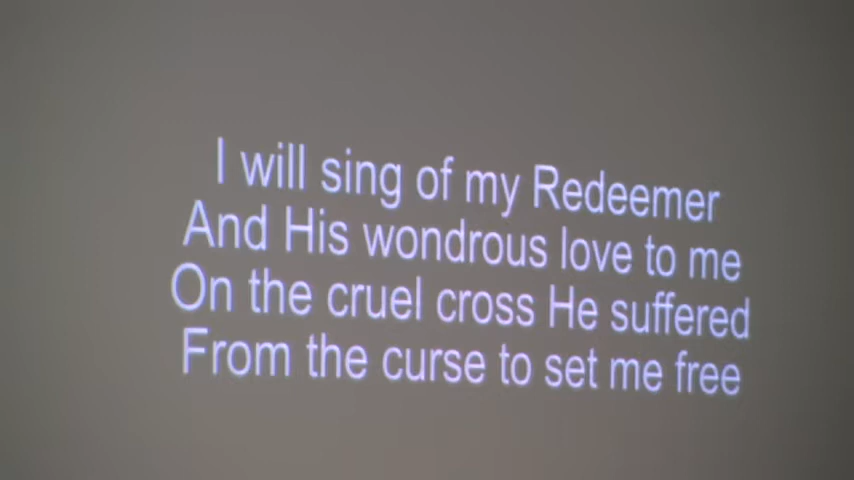 I will sing of my Redeemer
And His wondrous love to me
On the cruel cross He suffered
From the curse to set me free